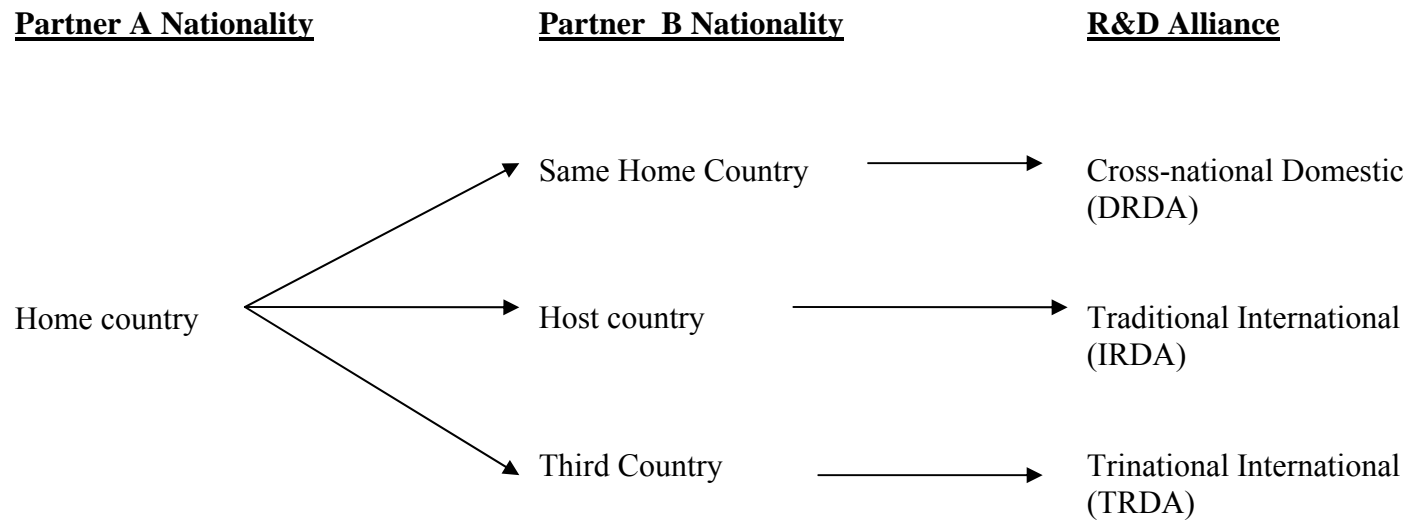 Partner A Nationality Partner B Nationality R&D Alliance
Same Home Country Cross-national Domestic
(DRDA)
Home country Host country Traditional International
(IRDA)
Third Country Trinational International
(TRDA)